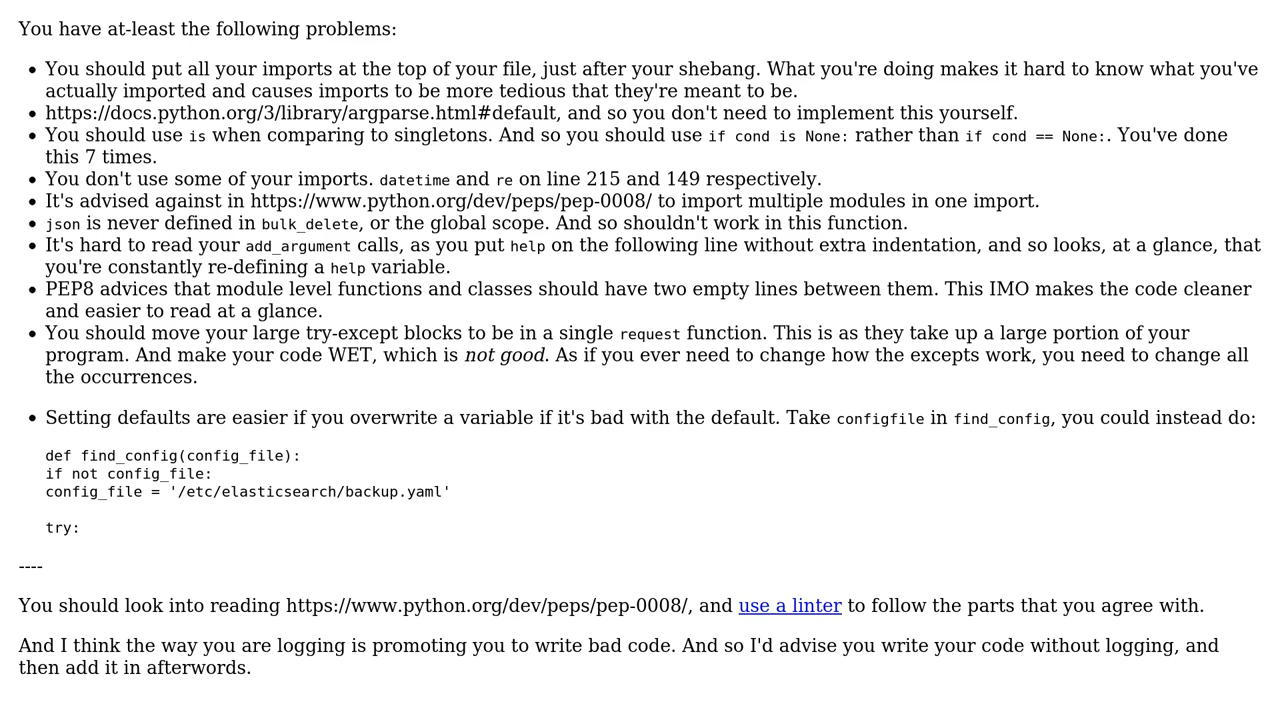 You have at-least the following problems:
• You should put all your imports at the top of your file, just after your shebang. What you're doing makes it hard to know what you've
actually imported and causes imports to be more tedious that they're meant to be.
• https://docs.python.org/3/library/argparse.html#default, and so you don't need to implement this yourself.
• You should use is when comparing to singletons. And so you should use if cond is None: rather than if cond == None:. You've done
this 7 times.
• You don't use some of your imports. datetime and re on line 215 and 149 respectively.
• It's advised against in https://www.python.org/dev/peps/pep-0008/ to import multiple modules in one import.
• json is never defined in bulk_delete, or the global scope. And so shouldn't work in this function.
• It's hard to read your add_argument calls, as you put help on the following line without extra indentation, and so looks, at a glance, that
you're constantly re-defining a help variable.
• PEP8 advices that module level functions and classes should have two empty lines between them. This IMO makes the code cleaner
and easier to read at a glance.
• You should move your large try-except blocks to be in a single request function. This is as they take up a large portion of your
program. And make your code WET, which is not good. As if you ever need to change how the excepts work, you need to change all
the occurrences.
• Setting defaults are easier if you overwrite a variable if it's bad with the default. Take configfile in find_config, you could instead do:
def find_config(config_file):
if not config_file:
config_file = '/etc/elasticsearch/backup.yaml'
try:
----
You should look into reading https://www.python.org/dev/peps/pep-0008/, and use a linter to follow the parts that you agree with.
And I think the way you are logging is promoting you to write bad code. And so I'd advise you write your code without logging, and
then add it in afterwords.